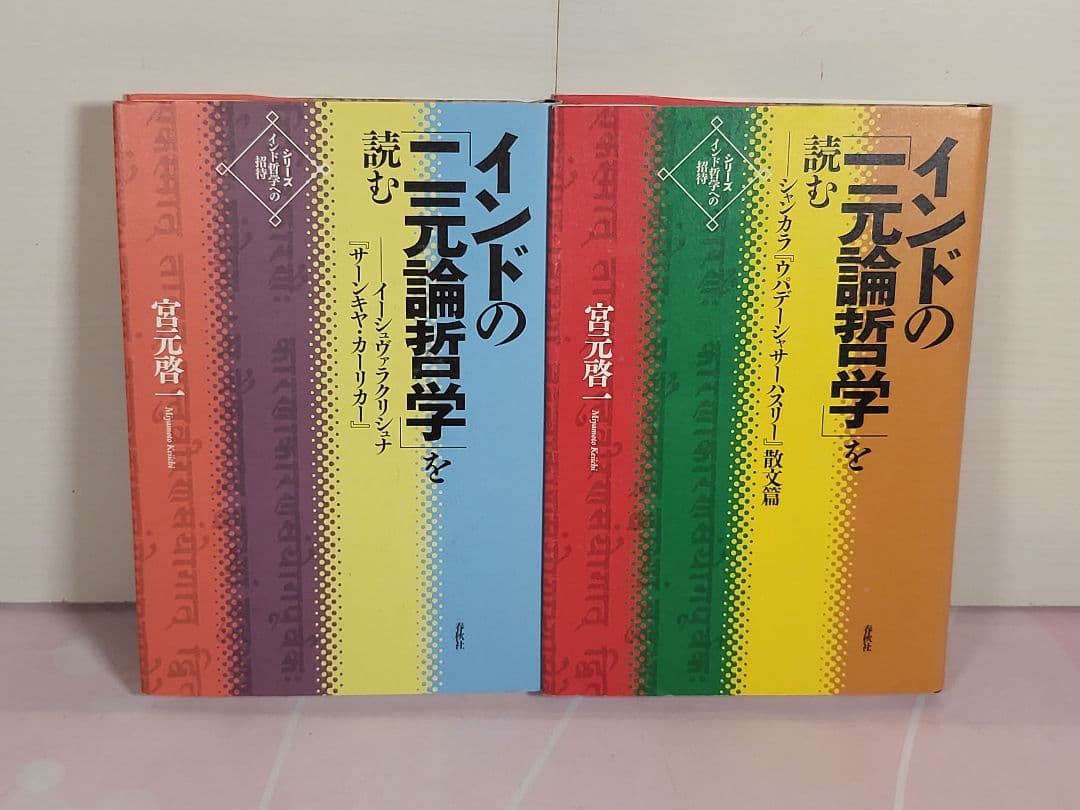 インドの
「二元論哲学」を
読む
――イーシュヴァラクリシュナ
『サーンキヤ・カーリカー』
シリーズ
インド哲学への
招待
宮元啓一
Miyamoto Keiichi
春秋社
インドの
「一元論哲学」を
読む
――シャンカラ『ウパデーシャサーハスリー』散文篇
シリーズ
インド哲学への
招待
宮元啓一
Miyamoto Keiichi
春秋社